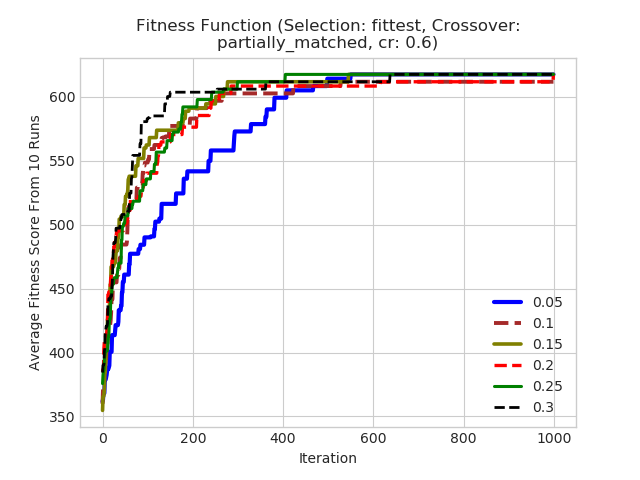 Fitness Function (Selection: fittest, Crossover:
partially_matched, cr: 0.6)
Average Fitness Score From 10 Runs
600
550
500
450
400
350
0.05
0.1
0.15
0.2
0.25
0.3
0 200 400 600 800 1000
Iteration